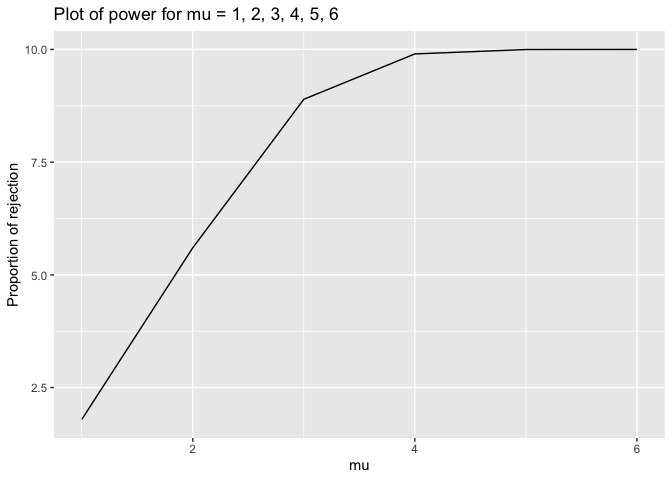 Plot of power for mu = 1, 2, 3, 4, 5, 6
10.0
7.5
5.0
2.5
Proportion of rejection
2 4 6
mu